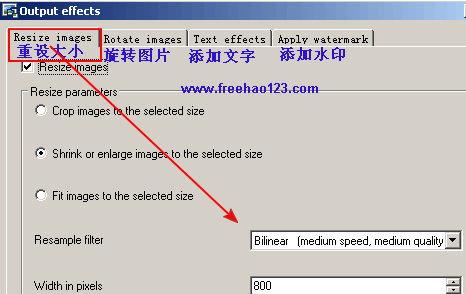 Output effects
Resize images Rotate images Text effects Apply watermark
重设大小 旋转图片 添加文字 添加水印
Resize images
www.freehao123.com
Resize parameters
Crop images to the selected size
Shrink or enlarge images to the selected size
Fit images to the selected size
Resample filter Bilinear (medium speed, medium quality
Width in pixels 800